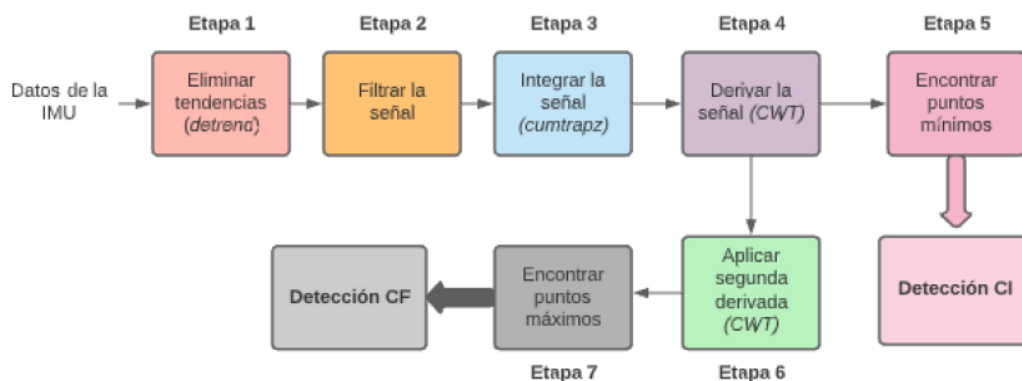 Etapa 1
Etapa 2
Etapa 3
Etapa 4
Etapa 5
Datos de la
IMU
Eliminar
tendencias
(detrend)
Filtrar la
señal
Integrar la
señal
(cumtrapz)
Derivar la
señal (CWT)
Encontrar
puntos
mínimos
Detección CF
Encontrar
puntos
máximos
Aplicar
segunda
derivada
(CWT)
Detección CI
Etapa 7
Etapa 6